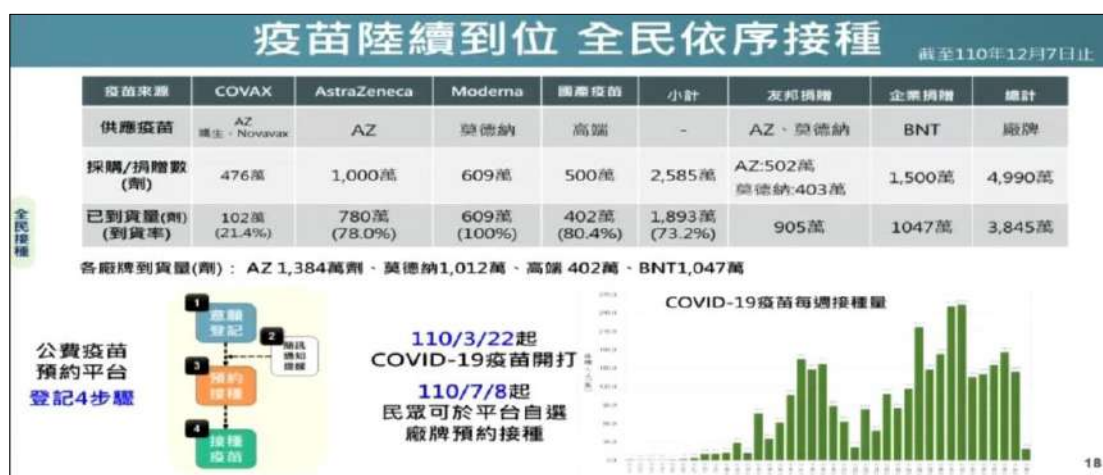 疫苗陸續到位 全民依序接種
截至110年12月7日止
疫苗來源 COVAX AstraZeneca Moderna 國產疫苗 小計 友邦捐贈 企業捐贈 總計
供應疫苗 AZ 嬌生、Novavax AZ 莫德納 高端 - AZ、莫德納 BNT 廠牌
採購/捐贈數(劑) 476萬 1,000萬 609萬 500萬 2,585萬 AZ:502萬 莫德納:403萬 1,500萬 4,990萬
已到貨量(劑)(到貨率) 102萬(21.4%) 780萬(78.0%) 609萬(100%) 402萬(80.4%) 1,893萬(73.2%) 905萬 1047萬 3,845萬
全民接種
各廠牌到貨量(劑)：AZ 1,384萬劑、莫德納1,012萬、高端 402萬、BNT1,047萬
公費疫苗
預約平台
登記4步驟
1
意願
登記
2
簡訊
通知
提醒
3
預約
接種
4
接種
疫苗
110/3/22起
COVID-19疫苗開打
110/7/8起
民眾可於平台自選
廠牌預約接種
COVID-19疫苗每週接種量
18